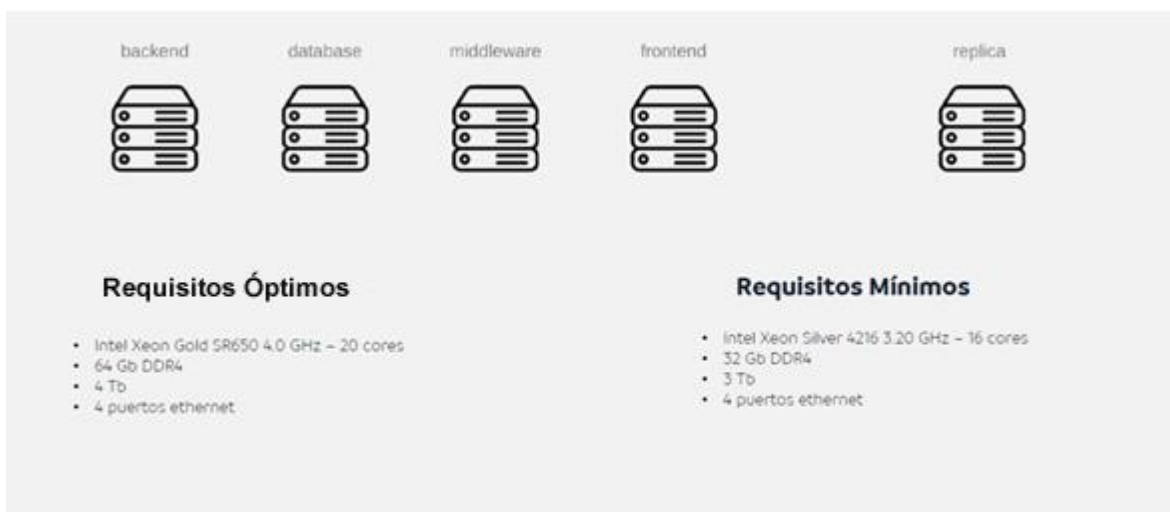 backend database middleware frontend replica
Requisitos Óptimos
• Intel Xeon Gold SR650 4.0 GHz – 20 cores
• 64 Gb DDR4
• 4 Tb
• 4 puertos ethernet
Requisitos Mínimos
• Intel Xeon Silver 4216 3.20 GHz – 16 cores
• 32 Gb DDR4
• 3 Tb
• 4 puertos ethernet